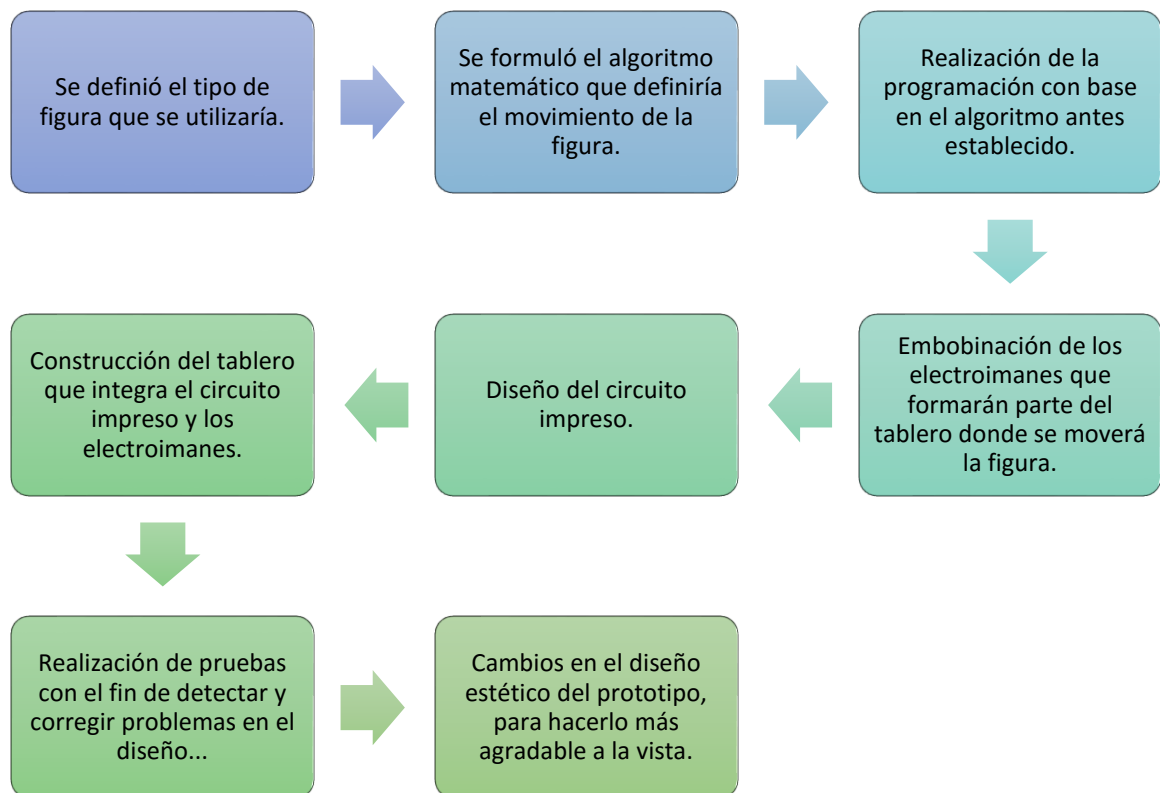 Se definió el tipo de
figura que se utilizaría.
Se formuló el algoritmo
matemático que definiría
el movimiento de la
figura.
Realización de la
programación con base
en el algoritmo antes
establecido.
Embobinación de los
electroimanes que
formarán parte del
tablero donde se moverá
la figura.
Diseño del circuito
impreso.
Construcción del tablero
que integra el circuito
impreso y los
electroimanes.
Realización de pruebas
con el fin de detectar y
corregir problemas en el
diseño...
Cambios en el diseño
estético del prototipo,
para hacerlo más
agradable a la vista.